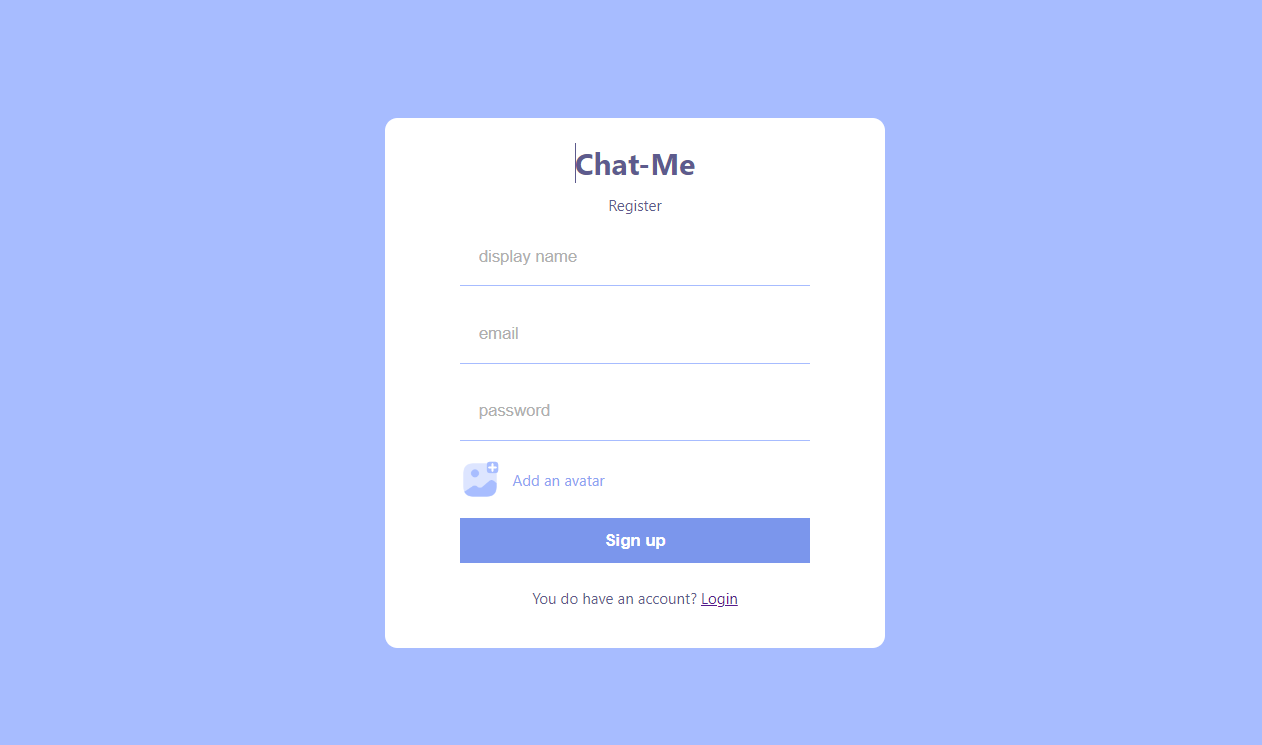 Chat-Me
Register
display name
email
password
Add an avatar
Sign up
You do have an account? Login